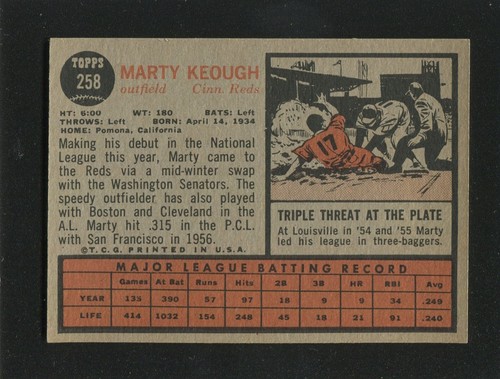 TOPPS
258
MARTY KEOUGH
outfield Cinn. Reds
HT: 6:00 WT: 180 BATS: Left
THROWS: Left BORN: April 14, 1934
HOME: Pomona, California
Making his debut in the National
League this year, Marty came to
the Reds via a mid-winter swap
with the Washington Senators. The
speedy outfielder has also played
with Boston and Cleveland in the
A.L. Marty hit .315 in the P.C.L.
with San Francisco in 1956.
© T.C.G. PRINTED IN U.S.A.
17
TRIPLE THREAT AT THE PLATE
At Louisville in '54 and '55 Marty
led his league in three-baggers.
MAJOR LEAGUE BATTING RECORD
Games At Bat Runs Hits 2B 3B HR RBI Avg
YEAR 135 390 57 97 18 9 9 34 .249
LIFE 414 1032 154 248 45 18 21 91 .240